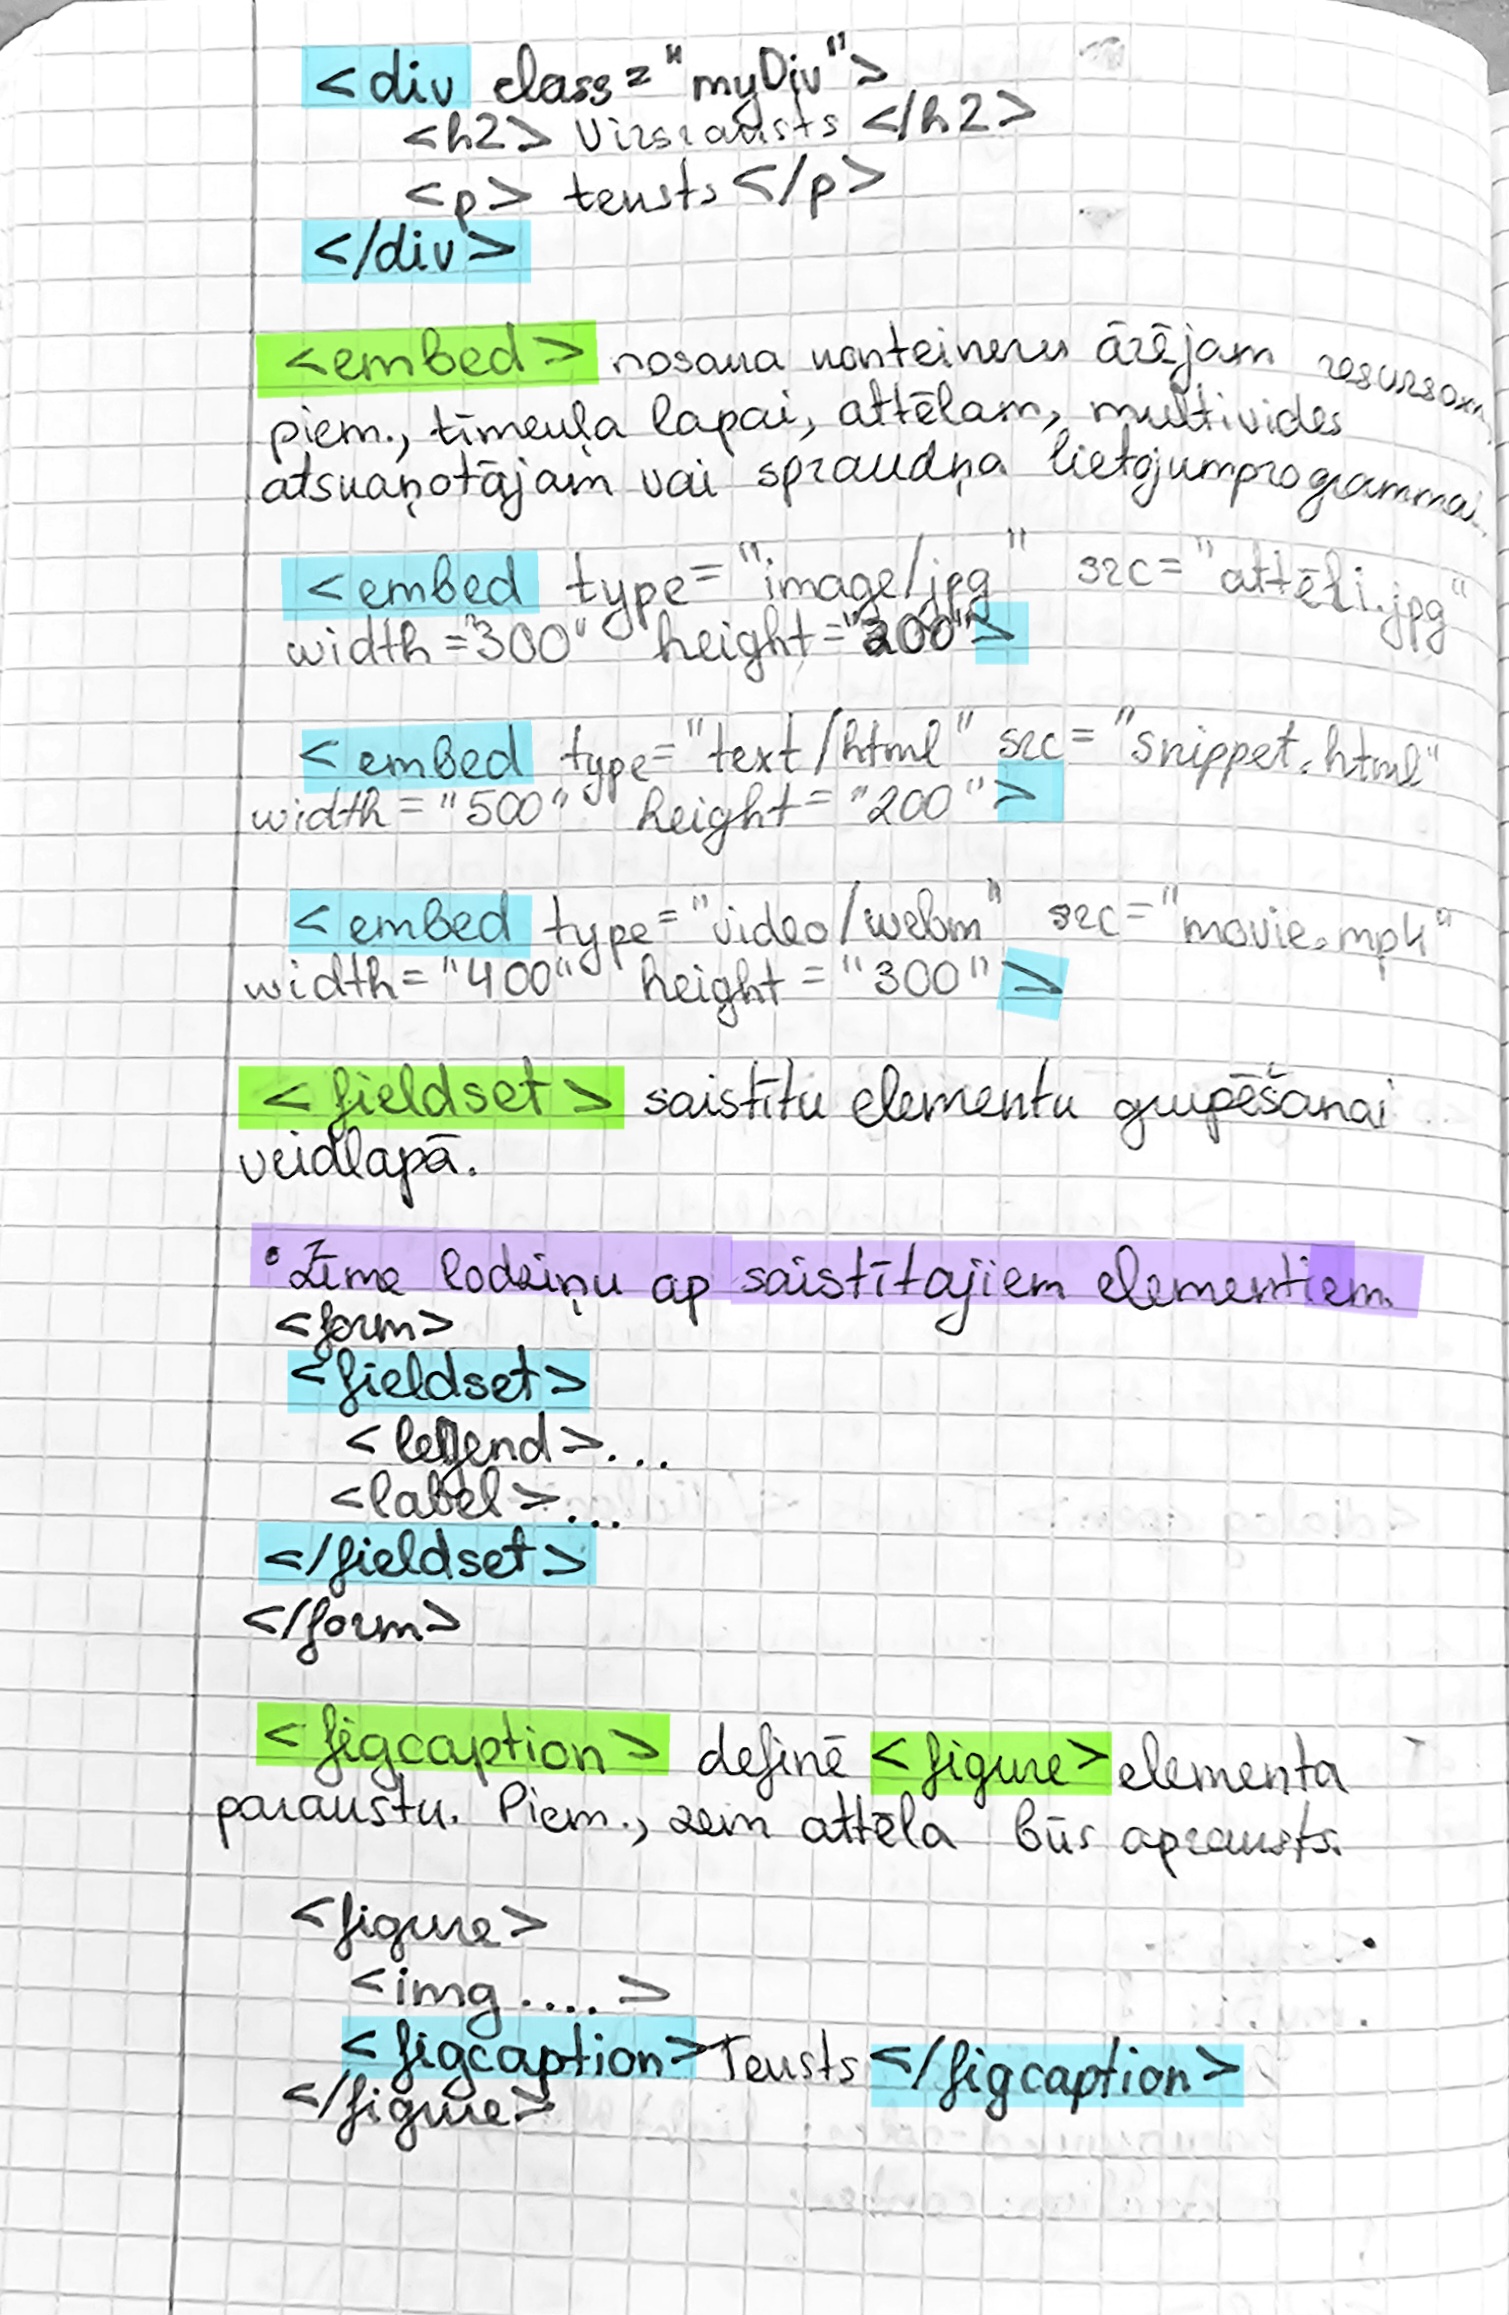 <div class="myDiv">
<h2> Virsraksts </h2>
<p> teksts </p>
</div>
<embed> nosaka konteineru ārējam resursam,
piem., tīmekļa lapai, attēlam, multivides
atskaņotājam vai spraudņa lietojumprogrammai.
<embed type="image/jpg" src="attēli.jpg"
width="300" height="200">
<embed type="text/html" src="snippet.html"
width="500" height="200">
<embed type="video/webm" src="movie.mp4"
width="400" height="300">
<fieldset> saistītu elementu grupēšanai
veidlapā.
• Zīmē lodziņu ap saistītajiem elementiem
<form>
<fieldset>
<legend>...
<label>...
</fieldset>
</form>
<figcaption> definē <figure> elementa
parakstu. Piem., zem attēla būs apraksts.
<figure>
<img ....>
<figcaption> Teksts </figcaption>
</figure>